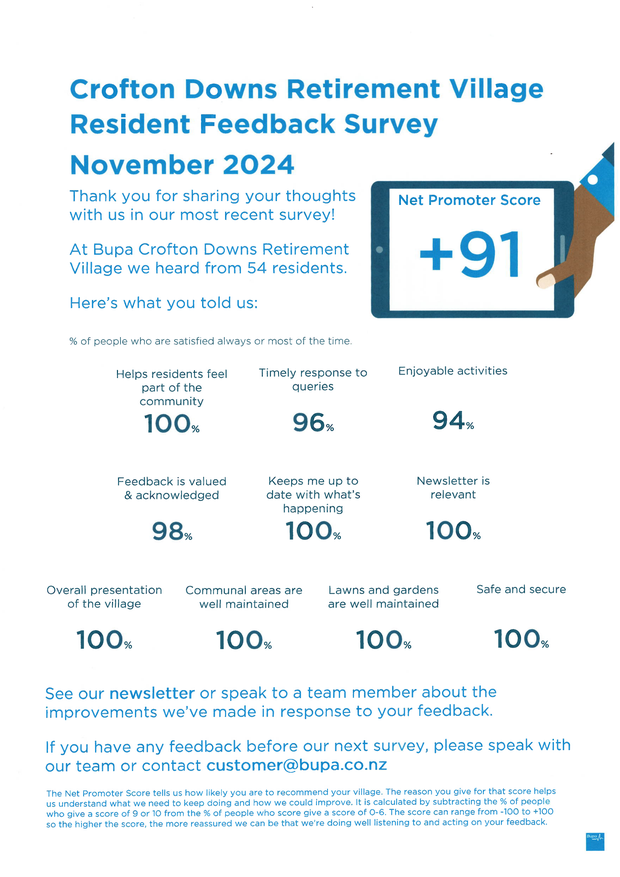 Crofton Downs Retirement Village
Resident Feedback Survey
November 2024
Thank you for sharing your thoughts
with us in our most recent survey!
At Bupa Crofton Downs Retirement
Village we heard from 54 residents.
Here's what you told us:
Net Promoter Score
+91
% of people who are satisfied always or most of the time.
Helps residents feel
part of the
community
100%
Timely response to
queries
96%
Enjoyable activities
94%
Feedback is valued
& acknowledged
98%
Keeps me up to
date with what's
happening
100%
Newsletter is
relevant
100%
Overall presentation
of the village
100%
Communal areas are
well maintained
100%
Lawns and gardens
are well maintained
100%
Safe and secure
100%
See our newsletter or speak to a team member about the
improvements we've made in response to your feedback.
If you have any feedback before our next survey, please speak with
our team or contact customer@bupa.co.nz
The Net Promoter Score tells us how likely you are to recommend your village. The reason you give for that score helps
us understand what we need to keep doing and how we could improve. It is calculated by subtracting the % of people
who give a score of 9 or 10 from the % of people who score give a score of 0-6. The score can range from -100 to +100
so the higher the score, the more reassured we can be that we're doing well listening to and acting on your feedback.